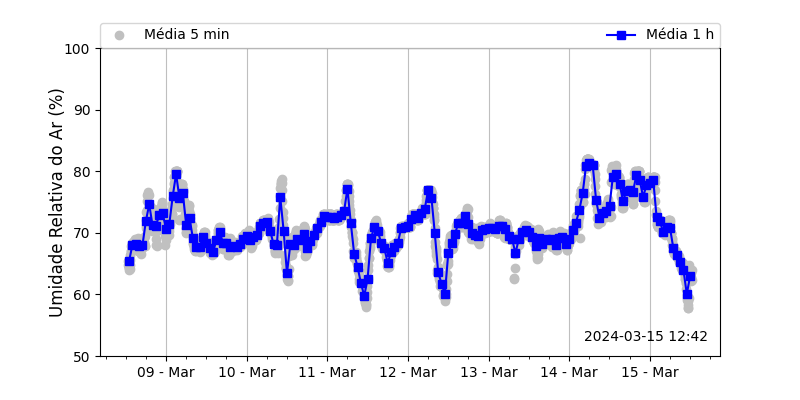 Média 5 min
Média 1 h
Umidade Relativa do Ar (%)
100
90
80
70
60
50
2024-03-15 12:42
09 - Mar
10 - Mar
11 - Mar
12 - Mar
13 - Mar
14 - Mar
15 - Mar